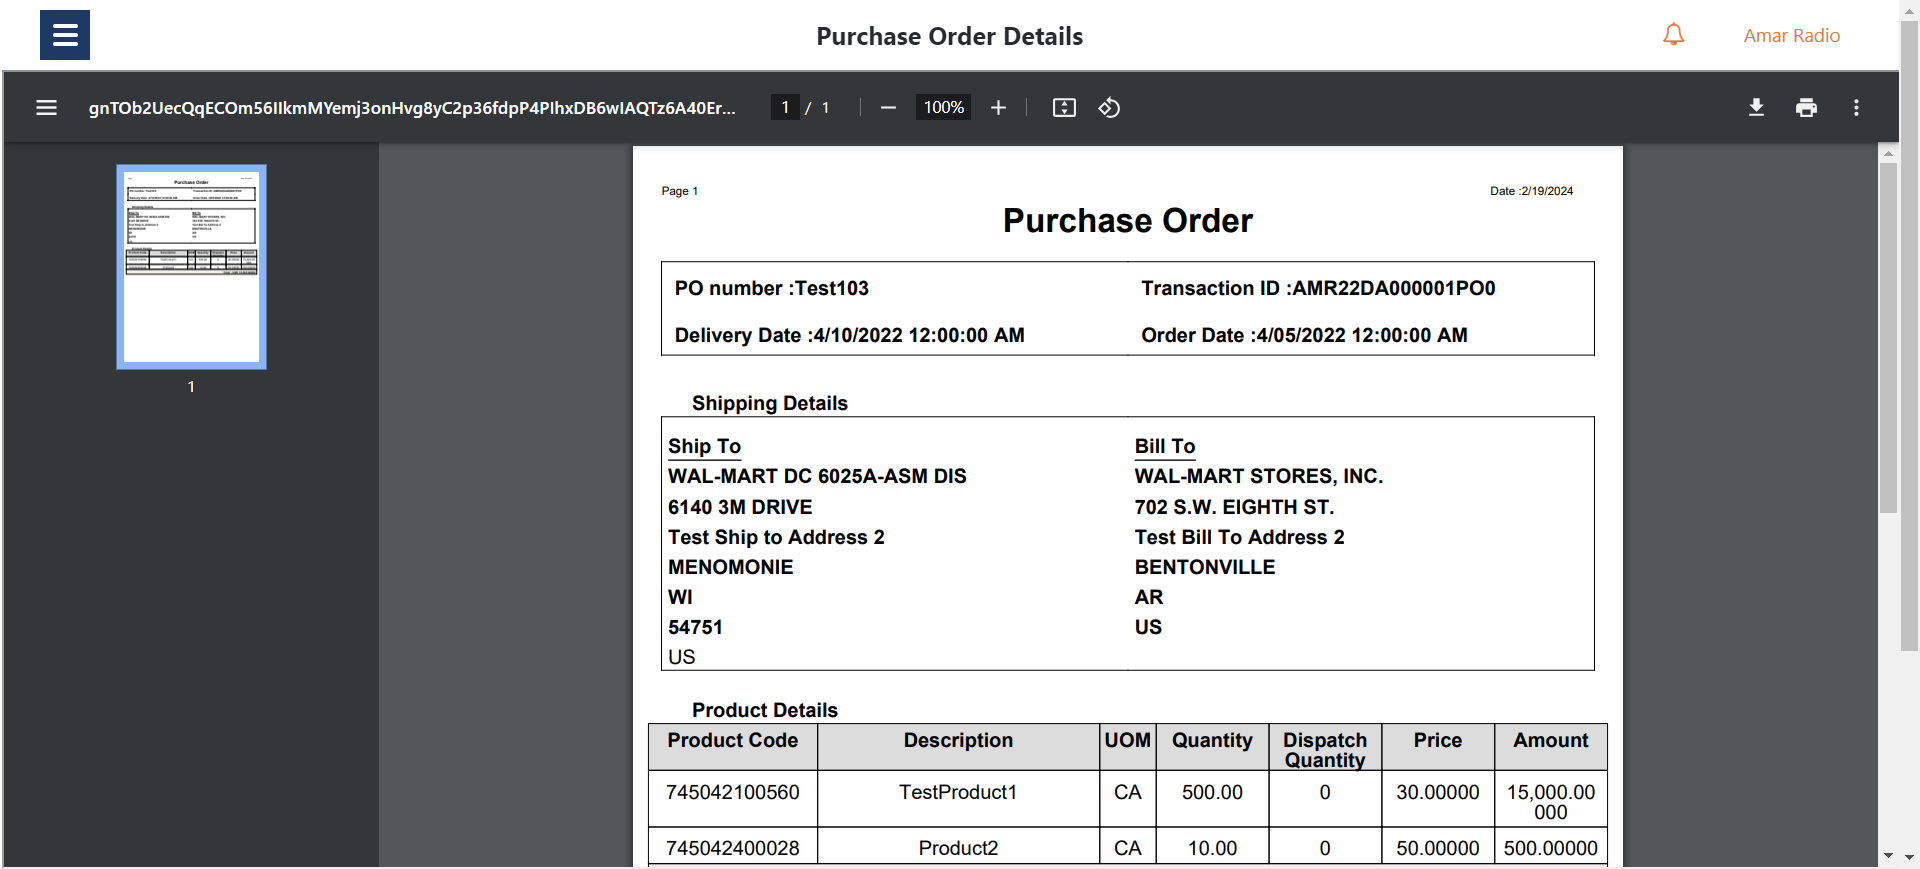 Purchase Order Details
Amar Radio
1 / 1
100%
Page 1
Date :2/19/2024
Purchase Order
PO number :Test103
Transaction ID :AMR22DA000001PO0
Delivery Date :4/10/2022 12:00:00 AM
Order Date :4/05/2022 12:00:00 AM
Shipping Details
Ship To
WAL-MART DC 6025A-ASM DIS
6140 3M DRIVE
Test Ship to Address 2
MENOMONIE
WI
54751
US
Bill To
WAL-MART STORES, INC.
702 S.W. EIGHTH ST.
Test Bill To Address 2
BENTONVILLE
AR
US
Product Details
Product Code Description UOM Quantity Dispatch Quantity Price Amount
745042100560 TestProduct1 CA 500.00 0 30.00000 15,000.00
000
745042400028 Product2 CA 10.00 0 50.00000 500.00000
1